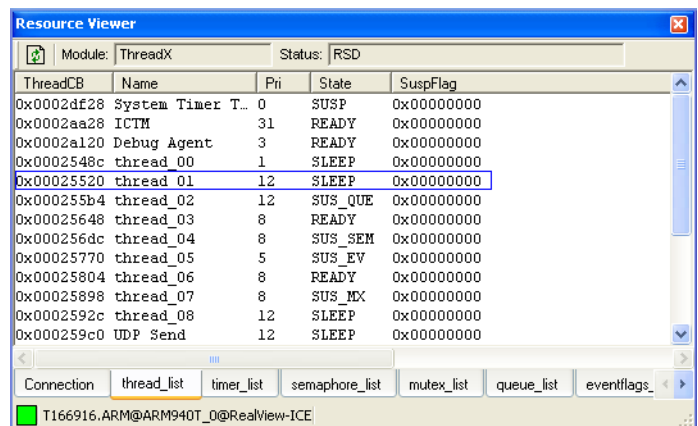 Resource Viewer
Module: ThreadX Status: RSD
ThreadCB Name Pri State SuspFlag
0x0002df28 System Timer T... 0 SUSP 0x00000000
0x0002aa28 ICTM 31 READY 0x00000000
0x0002a120 Debug Agent 3 READY 0x00000000
0x0002548c thread_00 1 SLEEP 0x00000000
0x00025520 thread_01 12 SLEEP 0x00000000
0x000255b4 thread_02 12 SUS_QUE 0x00000000
0x00025648 thread_03 8 READY 0x00000000
0x000256dc thread_04 8 SUS_SEM 0x00000000
0x00025770 thread_05 5 SUS_EV 0x00000000
0x00025804 thread_06 8 READY 0x00000000
0x00025898 thread_07 8 SUS_MX 0x00000000
0x0002592c thread_08 12 SLEEP 0x00000000
0x000259c0 UDP Send 12 SLEEP 0x00000000
Connection thread_list timer_list semaphore_list mutex_list queue_list eventflags_
T166916.ARM@ARM940T_0@RealView-ICE